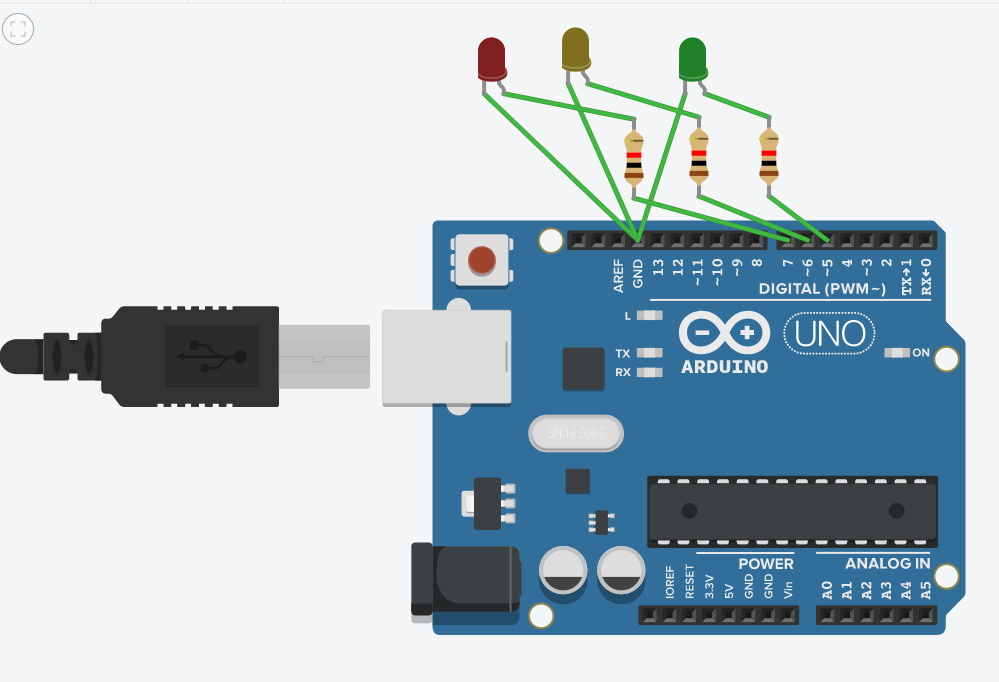 AREF
GND
13
12
~11
~10
~9
8
7
~6
~5
4
~3
2
TX→1
RX←0
DIGITAL (PWM~)
L
TX
RX
ARDUINO
UNO
ON
SPK16.000G
POWER
ANALOG IN
IOREF
RESET
3.3V
5V
GND
GND
Vin
A0
A1
A2
A3
A4
A5